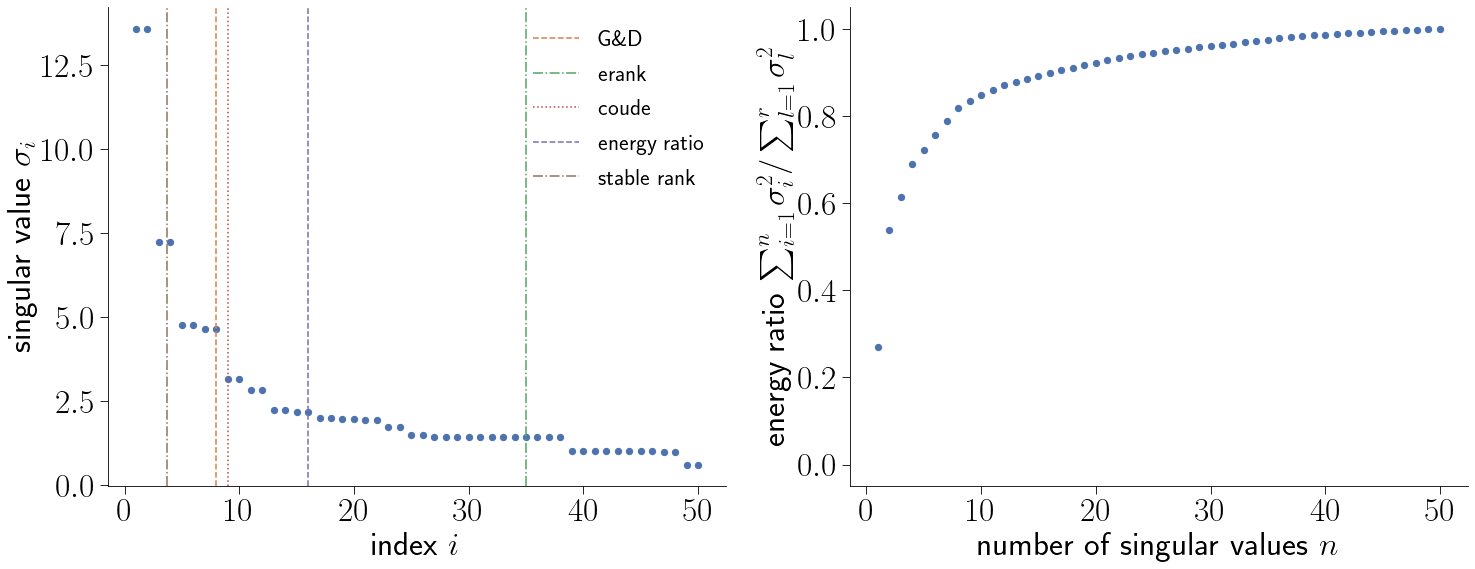 singular value σ_i
12.5
10.0
7.5
5.0
2.5
0.0
G&D
erank
coude
energy ratio
stable rank
0 10 20 30 40 50
index i
energy ratio ∑_{i=1}^{n} σ_i^2 / ∑_{l=1}^{r} σ_l^2
1.0
0.8
0.6
0.4
0.2
0.0
0 10 20 30 40 50
number of singular values n